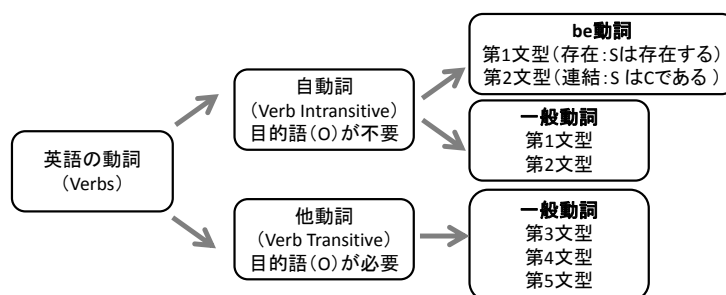 英語の動詞
(Verbs)
自動詞
(Verb Intransitive)
目的語(O)が不要
他動詞
(Verb Transitive)
目的語(O)が必要
be動詞
第1文型(存在:Sは存在する)
第2文型(連結:S はCである )
一般動詞
第1文型
第2文型
一般動詞
第3文型
第4文型
第5文型